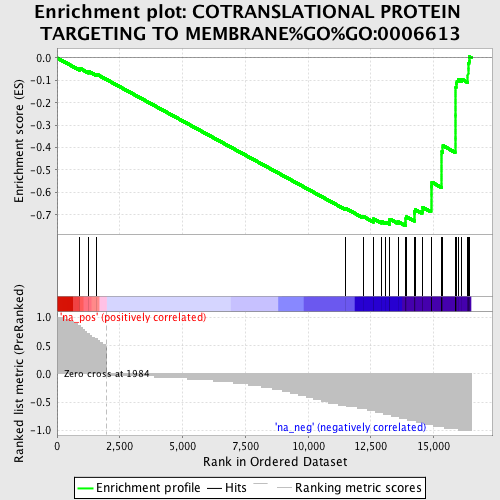 Enrichment plot: COTRANSLATIONAL PROTEIN
TARGETING TO MEMBRANE%GO%GO:0006613
Enrichment score (ES)
0.0
-0.1
-0.2
-0.3
-0.4
-0.5
-0.6
-0.7
'na_pos' (positively correlated)
Ranked list metric (PreRanked)
1.0
0.5
0.0
-0.5
-1.0
Zero cross at 1984
'na_neg' (negatively correlated)
0
2,500
5,000
7,500
10,000
12,500
15,000
Rank in Ordered Dataset
Enrichment profile
Hits
Ranking metric scores